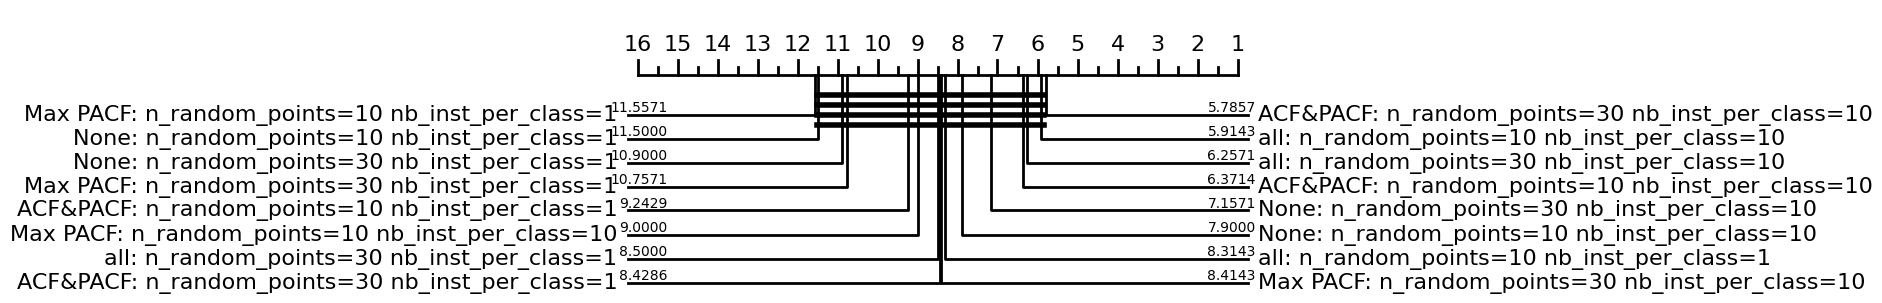 16 15 14 13 12 11 10 9 8 7 6 5 4 3 2 1
Max PACF: n_random_points=10 nb_inst_per_class=1 11.5571 5.7857 ACF&PACF: n_random_points=30 nb_inst_per_class=10
None: n_random_points=10 nb_inst_per_class=1 11.5000 5.9143 all: n_random_points=10 nb_inst_per_class=10
None: n_random_points=30 nb_inst_per_class=1 10.9000 6.2571 all: n_random_points=30 nb_inst_per_class=10
Max PACF: n_random_points=30 nb_inst_per_class=1 10.7571 6.3714 ACF&PACF: n_random_points=10 nb_inst_per_class=10
ACF&PACF: n_random_points=10 nb_inst_per_class=1 9.2429 7.1571 None: n_random_points=30 nb_inst_per_class=10
Max PACF: n_random_points=10 nb_inst_per_class=10 9.0000 7.9000 None: n_random_points=10 nb_inst_per_class=10
all: n_random_points=30 nb_inst_per_class=1 8.5000 8.3143 all: n_random_points=10 nb_inst_per_class=1
ACF&PACF: n_random_points=30 nb_inst_per_class=1 8.4286 8.4143 Max PACF: n_random_points=30 nb_inst_per_class=10